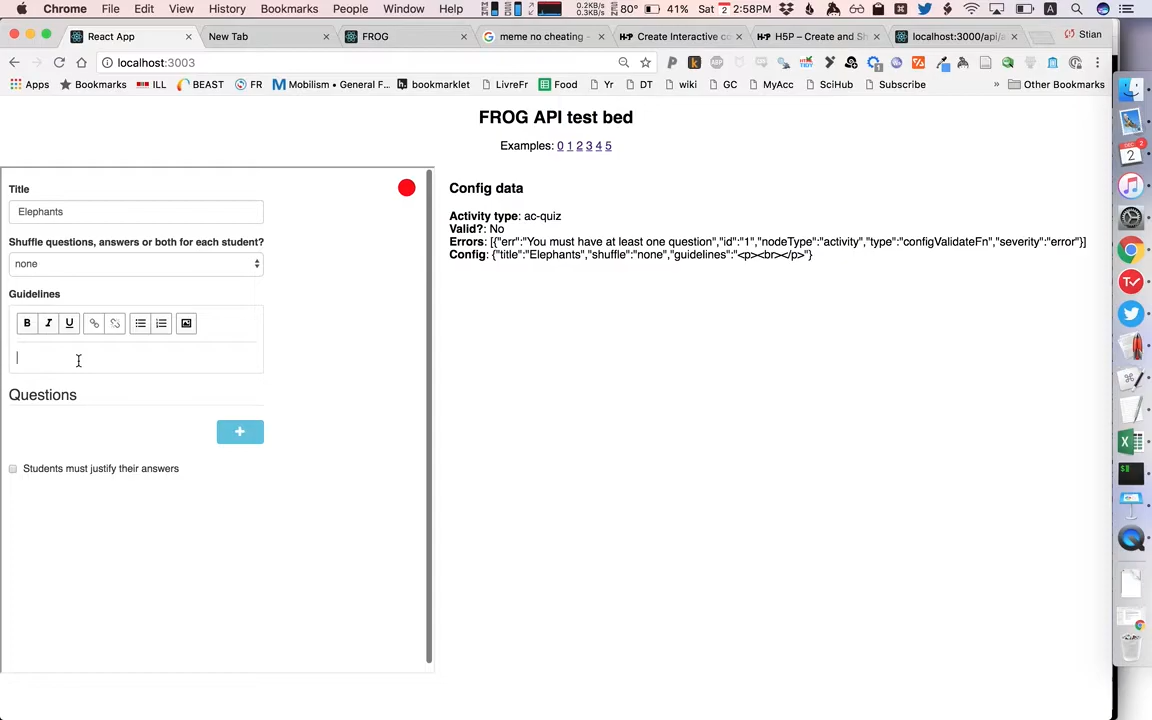 Chrome File Edit View History Bookmarks People Window Help 0.2KB/s 0.3KB/s 80° 41% Sat 2 2:58PM
React App New Tab FROG meme no cheating - Create Interactive co H5P – Create and Sh localhost:3000/api/a Stian
localhost:3003
Apps Bookmarks ILL BEAST FR Mobilism • General F... bookmarklet LivreFr Food Yr DT wiki GC MyAcc SciHub Subscribe » Other Bookmarks
FROG API test bed
Examples: 0 1 2 3 4 5
Title
Elephants
Shuffle questions, answers or both for each student?
none
Guidelines
B I U
Questions
+
Students must justify their answers
Config data
Activity type: ac-quiz
Valid?: No
Errors: [{"err":"You must have at least one question","id":"1","nodeType":"activity","type":"configValidateFn","severity":"error"}]
Config: {"title":"Elephants","shuffle":"none","guidelines":"<p><br></p>"}